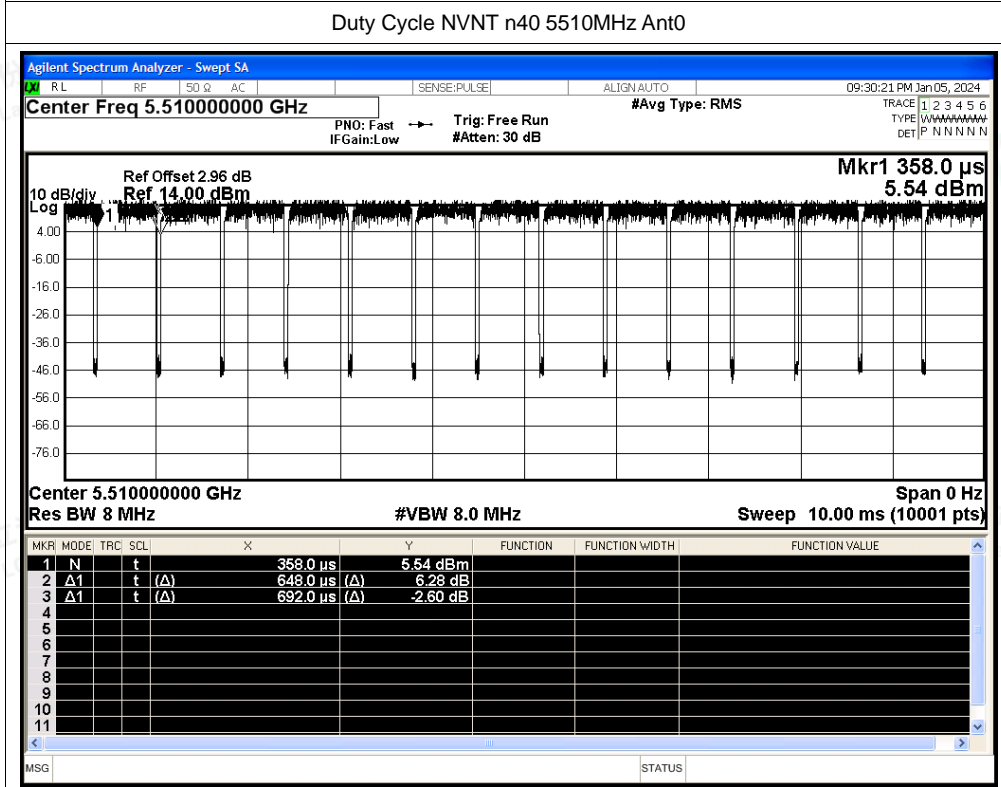 Duty Cycle NVNT n40 5510MHz Ant0
Agilent Spectrum Analyzer - Swept SA
LXI RL RF 50 Ω AC SENSE:PULSE ALIGN AUTO 09:30:21 PM Jan 05, 2024
Center Freq 5.510000000 GHz #Avg Type: RMS TRACE 1 2 3 4 5 6
PNO: Fast Trig: Free Run TYPE WWWWWW
IFGain:Low #Atten: 30 dB DET P N N N N N
Mkr1 358.0 µs
5.54 dBm
Ref Offset 2.96 dB
10 dB/div Ref 14.00 dBm
Log
1
4.00
-6.00
-16.0
-26.0
-36.0
-46.0
-56.0
-66.0
-76.0
Center 5.510000000 GHz Span 0 Hz
Res BW 8 MHz #VBW 8.0 MHz Sweep 10.00 ms (10001 pts)
MKR MODE TRC SCL X Y FUNCTION FUNCTION WIDTH FUNCTION VALUE
1 N t 358.0 µs 5.54 dBm
2 Δ1 t (Δ) 648.0 µs (Δ) 6.28 dB
3 Δ1 t (Δ) 692.0 µs (Δ) -2.60 dB
4
5
6
7
8
9
10
11
MSG STATUS